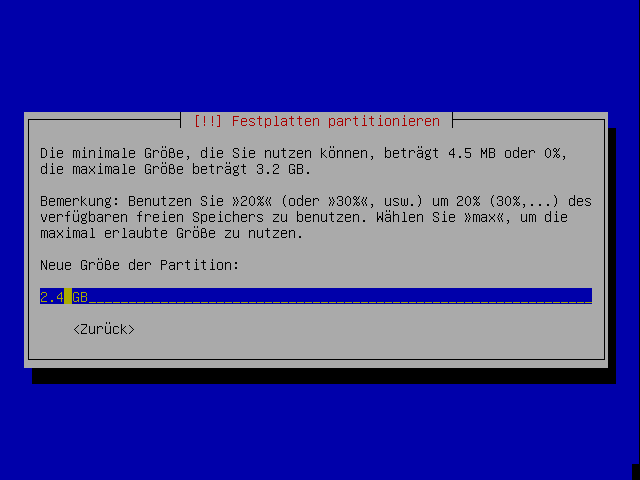 [!!] Festplatten partitionieren
Die minimale Größe, die Sie nutzen können, beträgt 4.5 MB oder 0%,
die maximale Größe beträgt 3.2 GB.
Bemerkung: Benutzen Sie »20%« (oder »30%«, usw.) um 20% (30%,...) des
verfügbaren freien Speichers zu benutzen. Wählen Sie »max«, um die
maximal erlaubte Größe zu nutzen.
Neue Größe der Partition:
2.4 GB
<Zurück>